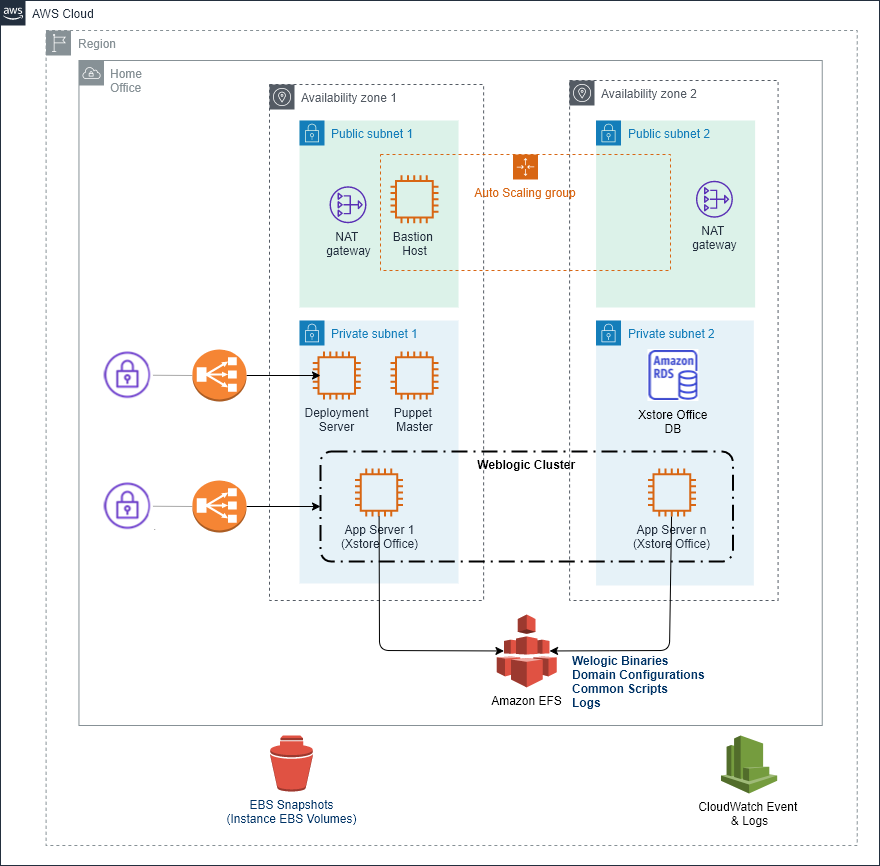 aws
AWS Cloud
Region
Home
Office
Availability zone 1
Availability zone 2
Public subnet 1
Public subnet 2
Auto Scaling group
NAT
gateway
Bastion
Host
NAT
gateway
Private subnet 1
Private subnet 2
Amazon
RDS
Deployment
Server
Puppet
Master
Xstore Office
DB
Weblogic Cluster
App Server 1
(Xstore Office)
App Server n
(Xstore Office)
Amazon EFS
Welogic Binaries
Domain Configurations
Common Scripts
Logs
EBS Snapshots
(Instance EBS Volumes)
CloudWatch Event
& Logs